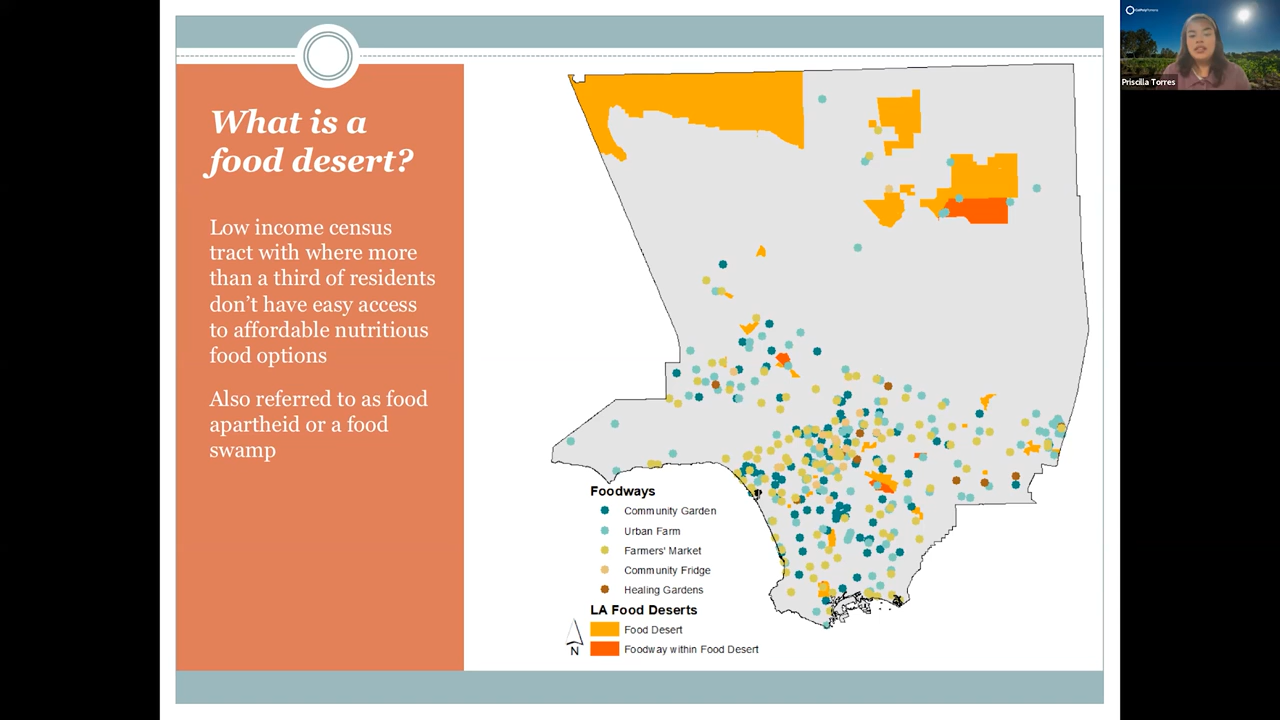 What is a
food desert?
Low income census
tract with where more
than a third of residents
don't have easy access
to affordable nutritious
food options
Also referred to as food
apartheid or a food
swamp
Foodways
Community Garden
Urban Farm
Farmers' Market
Community Fridge
Healing Gardens
LA Food Deserts
Food Desert
Foodway within Food Desert
N
Priscilla Torres